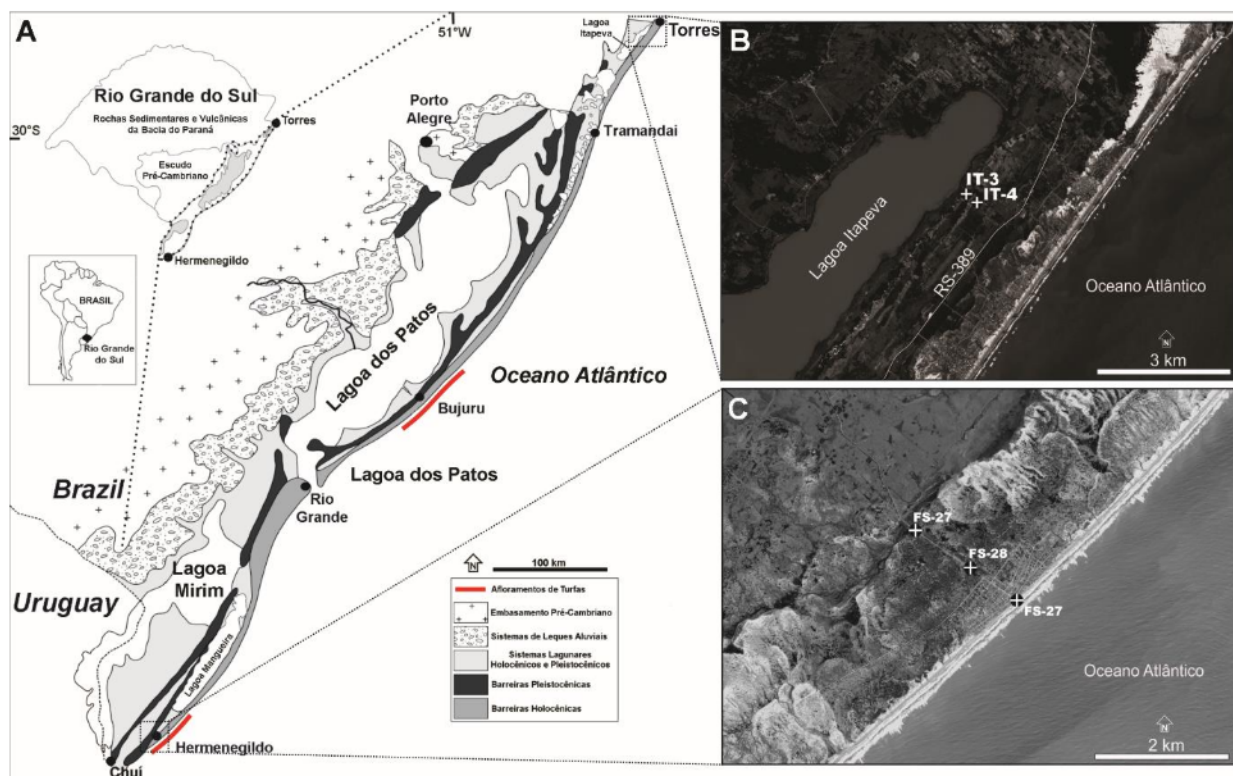 A
51°W
Lagoa
Itapeva
Torres
Rio Grande do Sul
Rochas Sedimentares e Vulcânicas
da Bacia do Paraná
Torres
Escudo
Pré-Cambriano
Hermenegildo
BRASIL
Rio Grande
do Sul
30°S
Porto
Alegre
Tramandai
Lagoa dos Patos
Oceano Atlântico
Bujuru
Lagoa dos Patos
Rio
Grande
Brazil
Uruguay
Lagoa
Mirim
Lagoa Mangueira
Hermenegildo
Chuí
N
100 km
Afloramentos de Turfas
Embasamento Pré-Cambriano
Sistemas de Leques Aluviais
Sistemas Lagunares
Holocênicos e Pleistocênicos
Barreiras Pleistocênicas
Barreiras Holocênicas
B
IT-3
IT-4
Lagoa Itapeva
RS-389
Oceano Atlântico
N
3 km
C
FS-27
FS-28
FS-27
Oceano Atlântico
N
2 km